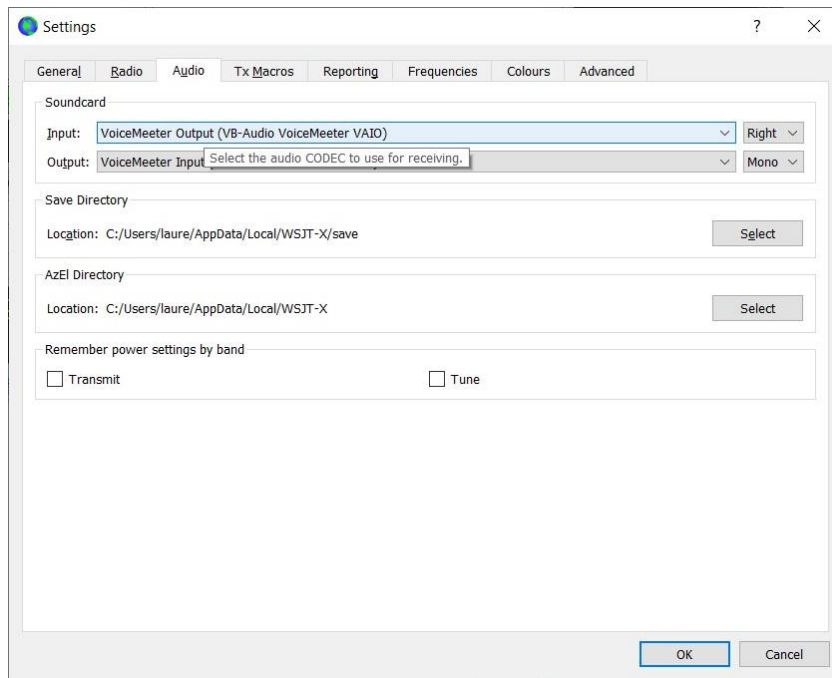 Settings
?
General Radio Audio Tx Macros Reporting Frequencies Colours Advanced
Soundcard
Input: VoiceMeeter Output (VB-Audio VoiceMeeter VAIO) Right
Output: VoiceMeeter Input Mono
Select the audio CODEC to use for receiving.
Save Directory
Location: C:/Users/laure/AppData/Local/WSJT-X/save Select
AzEl Directory
Location: C:/Users/laure/AppData/Local/WSJT-X Select
Remember power settings by band
Transmit Tune
OK Cancel